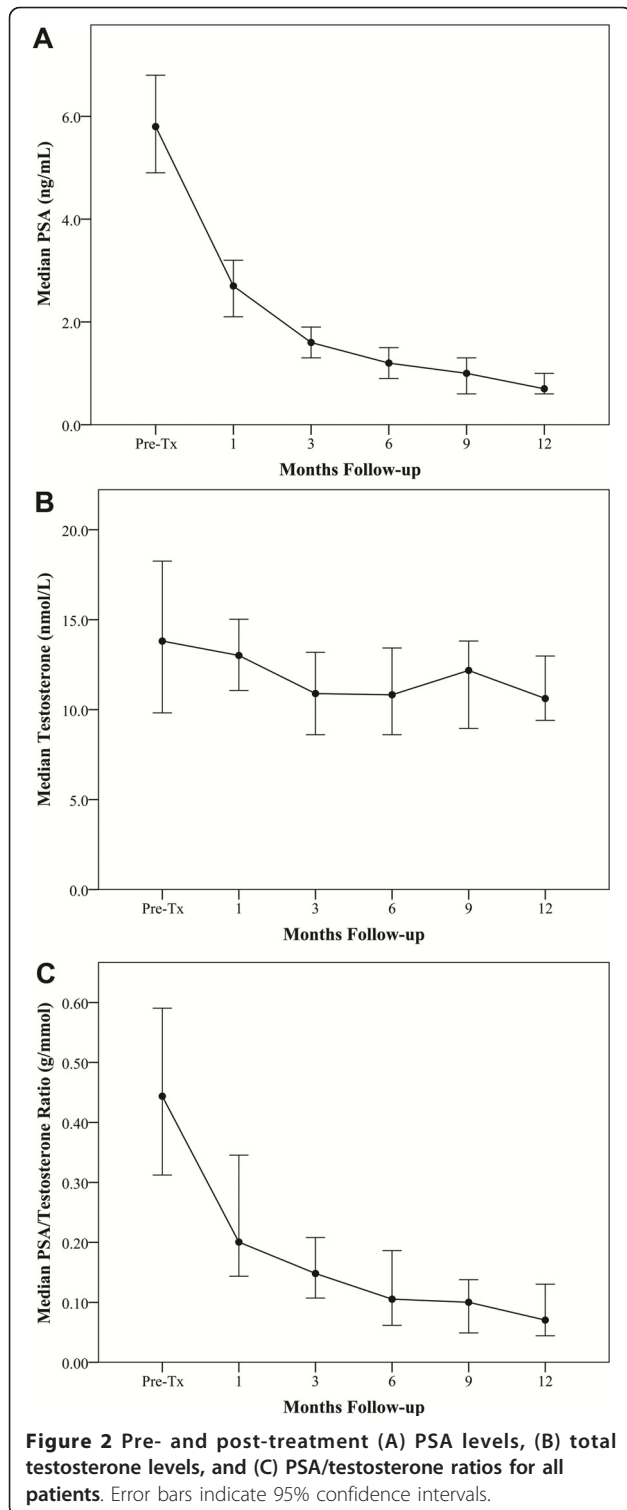 A
Median PSA (ng/mL)
6.0
4.0
2.0
0.0
Pre-Tx 1 3 6 9 12
Months Follow-up
B
Median Testosterone (nmol/L)
20.0
15.0
10.0
5.0
0.0
Pre-Tx 1 3 6 9 12
Months Follow-up
C
Median PSA/Testosterone Ratio (g/mmol)
0.60
0.50
0.40
0.30
0.20
0.10
0.00
Pre-Tx 1 3 6 9 12
Months Follow-up
Figure 2 Pre- and post-treatment (A) PSA levels, (B) total
testosterone levels, and (C) PSA/testosterone ratios for all
patients. Error bars indicate 95% confidence intervals.